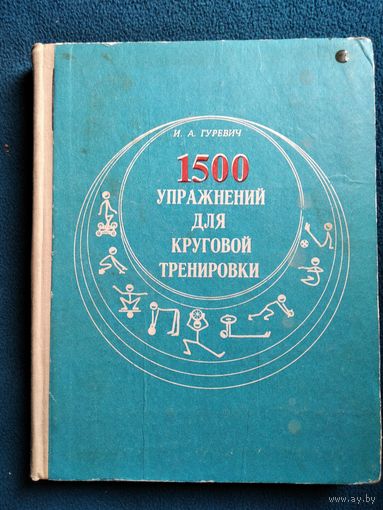 И. А. ГУРЕВИЧ
1500
УПРАЖНЕНИЙ
ДЛЯ
КРУГОВОЙ
ТРЕНИРОВКИ
www.ay.by